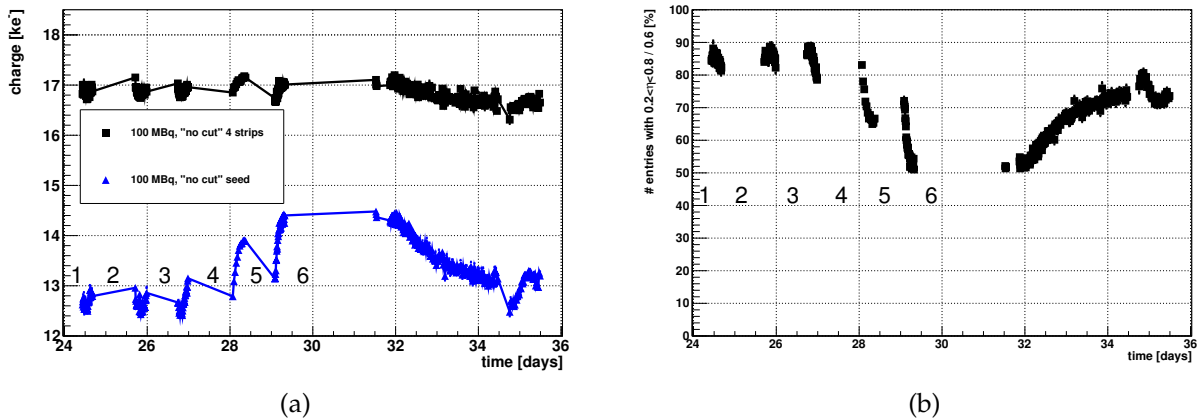 charge [ke⁻]
18
17
16
15
14
13
12
100 MBq, "no cut" 4 strips
100 MBq, "no cut" seed
1 2 3 4 5 6
24 26 28 30 32 34 36
time [days]
(a)
# entries with 0.2<η<0.8 / 0.6 [%]
100
90
80
70
60
50
40
30
20
10
0
1 2 3 4 5 6
24 26 28 30 32 34 36
time [days]
(b)